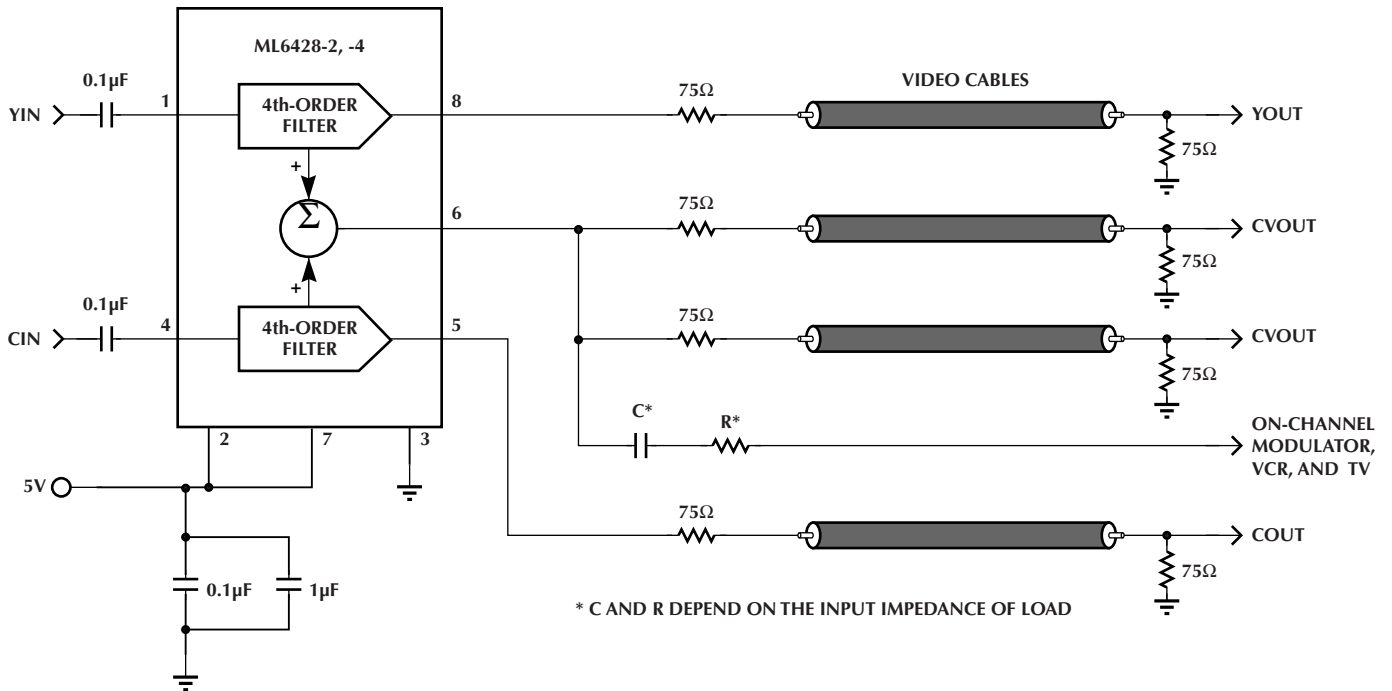 ML6428-2, -4
0.1µF
YIN
1
4th-ORDER
FILTER
8
75Ω
VIDEO CABLES
YOUT
75Ω
+
Σ
6
75Ω
CVOUT
75Ω
+
0.1µF
CIN
4
4th-ORDER
FILTER
5
75Ω
CVOUT
75Ω
C*
R*
ON-CHANNEL
MODULATOR,
VCR, AND TV
2
7
3
5V
75Ω
COUT
75Ω
0.1µF
1µF
* C AND R DEPEND ON THE INPUT IMPEDANCE OF LOAD